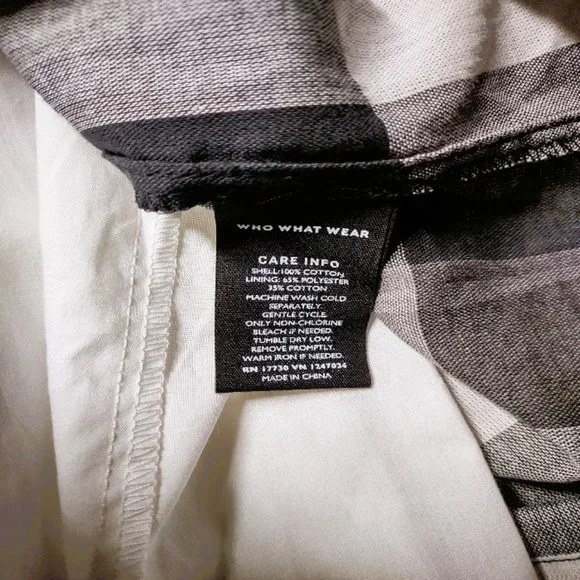 WHO WHAT WEAR
CARE INFO
SHELL:100% COTTON
LINING: 65% POLYESTER
35% COTTON
MACHINE WASH COLD
SEPARATELY.
GENTLE CYCLE.
ONLY NON-CHLORINE
BLEACH IF NEEDED.
TUMBLE DRY LOW.
REMOVE PROMPTLY.
WARM IRON IF NEEDED.
RN 17730 VN 1247024
MADE IN CHINA